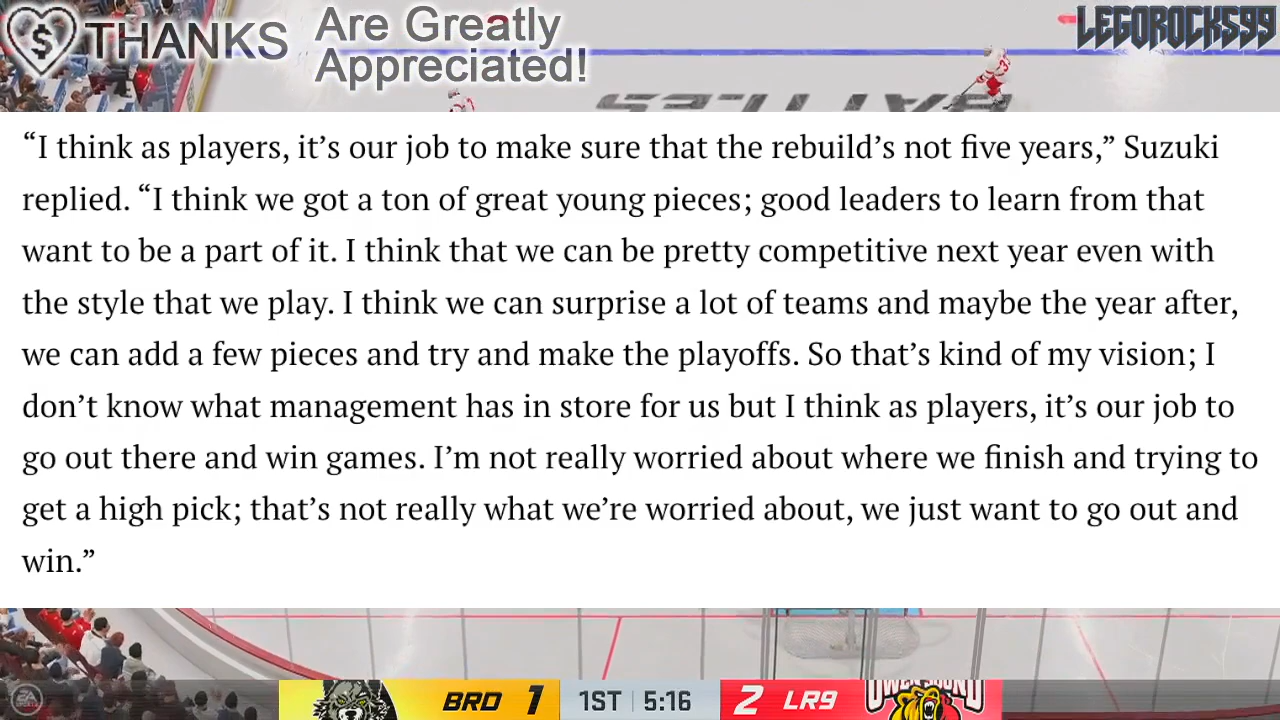 THANKS
Are Greatly
Appreciated!
LEGOROCKS99
“I think as players, it’s our job to make sure that the rebuild’s not five years,” Suzuki
replied. “I think we got a ton of great young pieces; good leaders to learn from that
want to be a part of it. I think that we can be pretty competitive next year even with
the style that we play. I think we can surprise a lot of teams and maybe the year after,
we can add a few pieces and try and make the playoffs. So that’s kind of my vision; I
don’t know what management has in store for us but I think as players, it’s our job to
go out there and win games. I’m not really worried about where we finish and trying to
get a high pick; that’s not really what we’re worried about, we just want to go out and
win.”
EA
SPORTS
BRD 1 1ST 5:16 2 LR9